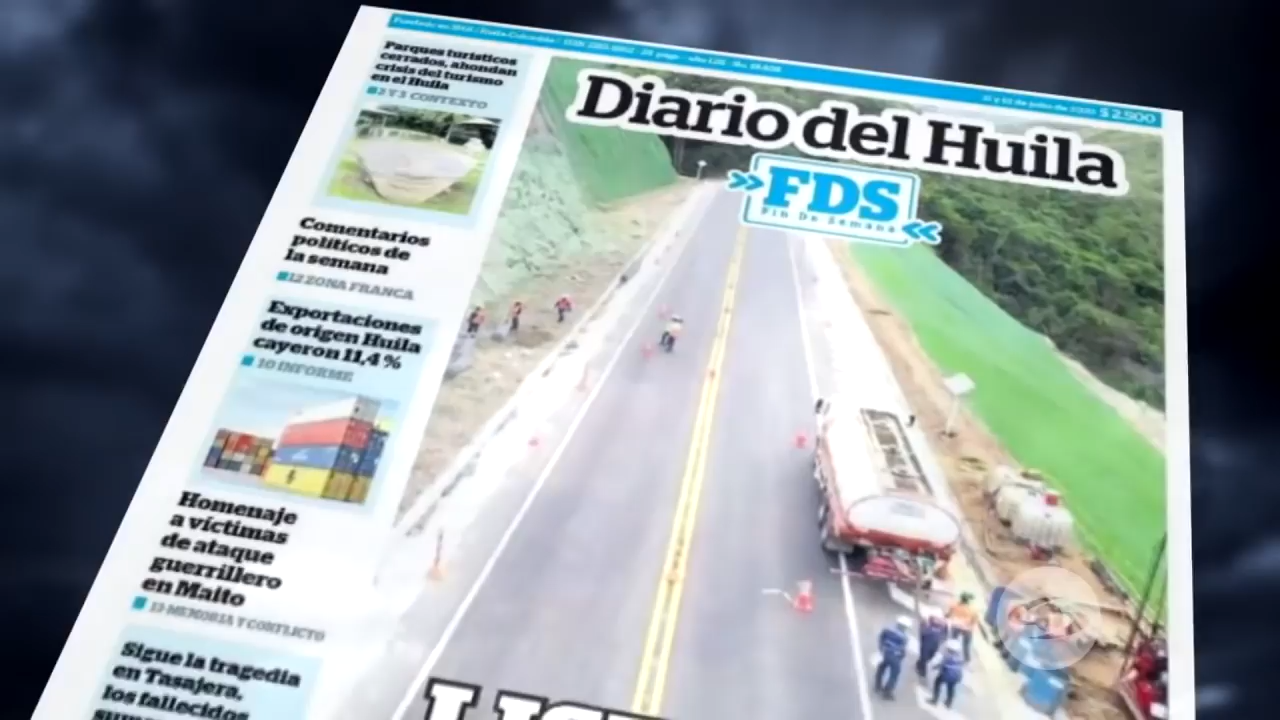 $ 2.500
Parques turísticos
cerrados, ahondan
crisis del turismo
en el Huila
2 Y 3 CONTEXTO
Diario del Huila
FDS
Fin De Semana
Comentarios
políticos de
la semana
12 ZONA FRANCA
Exportaciones
de origen Huila
cayeron 11,4 %
10 INFORME
Homenaje
a víctimas
de ataque
guerrillero
en Maito
13 MEMORIA Y CONFLICTO
Sigue la tragedia
en Tasajera,
los fallecidos